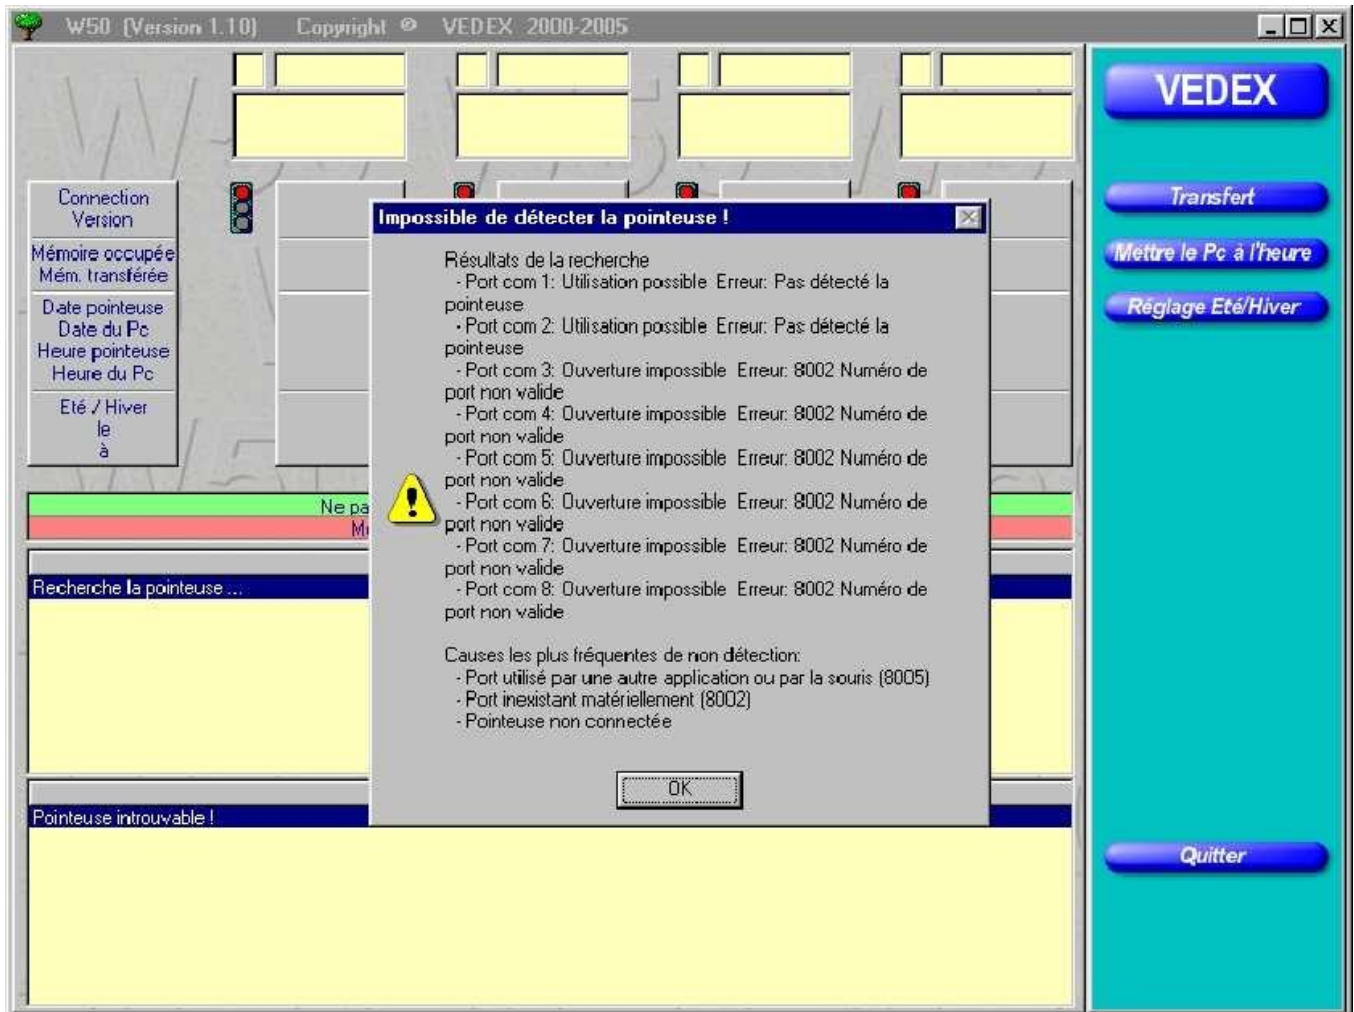 W50 (Version 1.10) Copyright © VEDEX 2000-2005
VEDEX
Transfert
Mettre le Pc à l'heure
Réglage Eté/Hiver
Quitter
Connection
Version
Mémoire occupée
Mém. transférée
Date pointeuse
Date du Pc
Heure pointeuse
Heure du Pc
Eté / Hiver
le
à
Ne pa
Recherche la pointeuse ...
Pointeuse introuvable !
Impossible de détecter la pointeuse !
Résultats de la recherche
- Port com 1: Utilisation possible Erreur: Pas détecté la
pointeuse
- Port com 2: Utilisation possible Erreur: Pas détecté la
pointeuse
- Port com 3: Ouverture impossible Erreur: 8002 Numéro de
port non valide
- Port com 4: Ouverture impossible Erreur: 8002 Numéro de
port non valide
- Port com 5: Ouverture impossible Erreur: 8002 Numéro de
port non valide
- Port com 6: Ouverture impossible Erreur: 8002 Numéro de
port non valide
- Port com 7: Ouverture impossible Erreur: 8002 Numéro de
port non valide
- Port com 8: Ouverture impossible Erreur: 8002 Numéro de
port non valide
Causes les plus fréquentes de non détection:
- Port utilisé par une autre application ou par la souris (8005)
- Port inexistant matériellement (8002)
- Pointeuse non connectée
OK